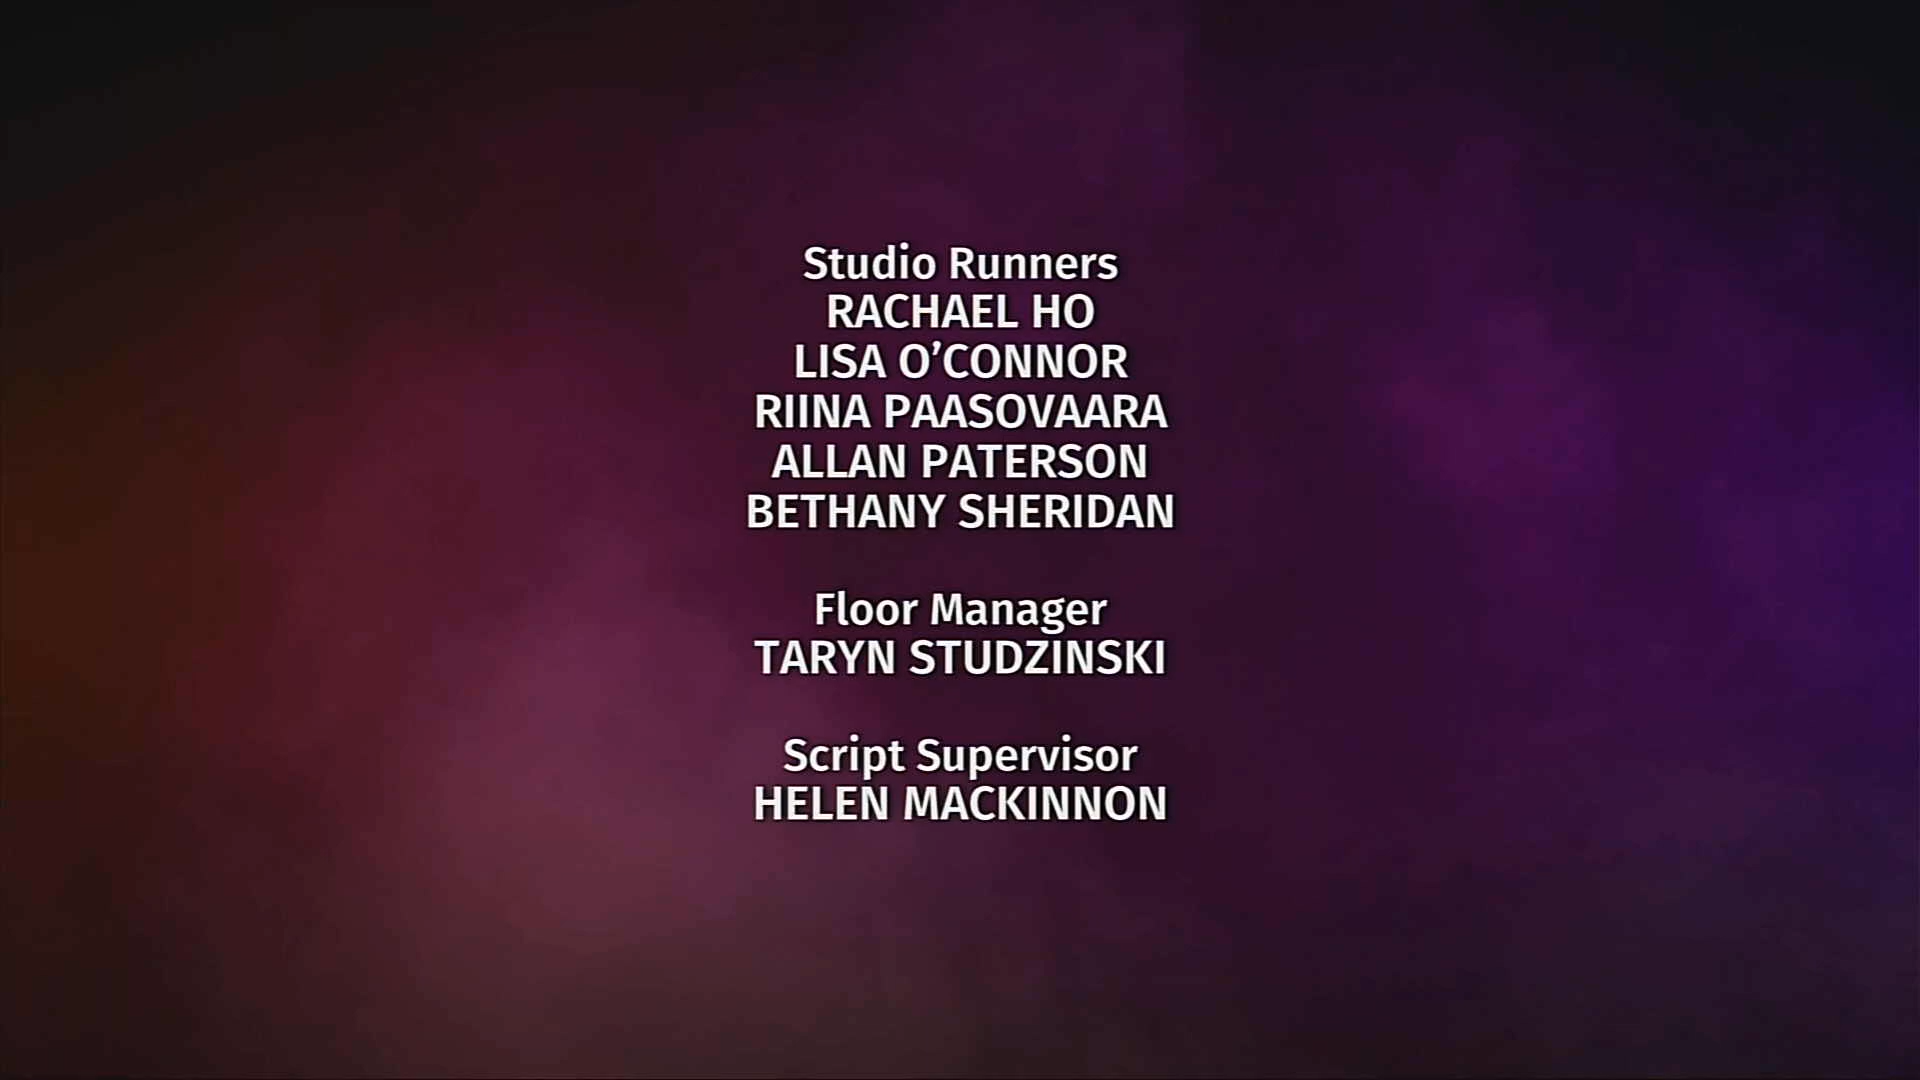 Studio Runners
RACHAEL HO
LISA O’CONNOR
RIINA PAASOVAARA
ALLAN PATERSON
BETHANY SHERIDAN
Floor Manager
TARYN STUDZINSKI
Script Supervisor
HELEN MACKINNON